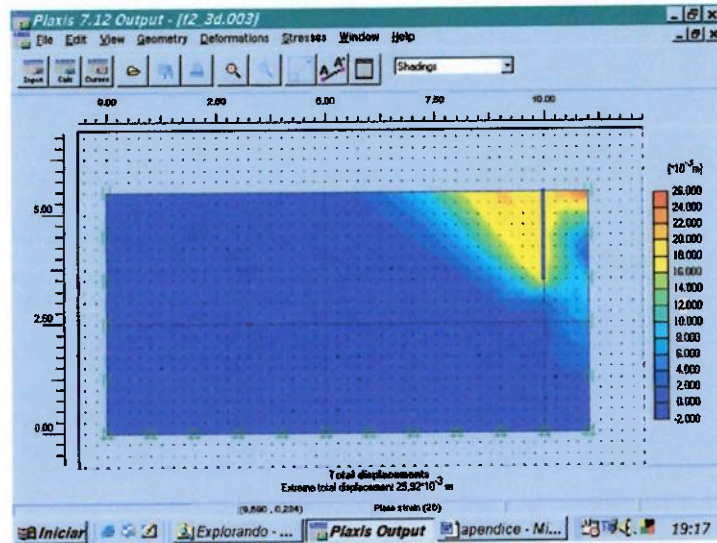 Plaxis 7.12 Output - [f2_3d.003]
File Edit View Geometry Deformations Stresses Window Help
Input Calc Curves Shadings
0.00 2.50 5.00 7.50 10.00
5.00
2.50
0.00
[*10⁻³ m]
26.000
24.000
22.000
20.000
18.000
16.000
14.000
12.000
10.000
8.000
6.000
4.000
2.000
0.000
-2.000
Total displacements
Extreme total displacement 25,92*10⁻³ m
Plane strain (2D)
Iniciar Explorando - ... Plaxis Output apendice - Mi... 19:17